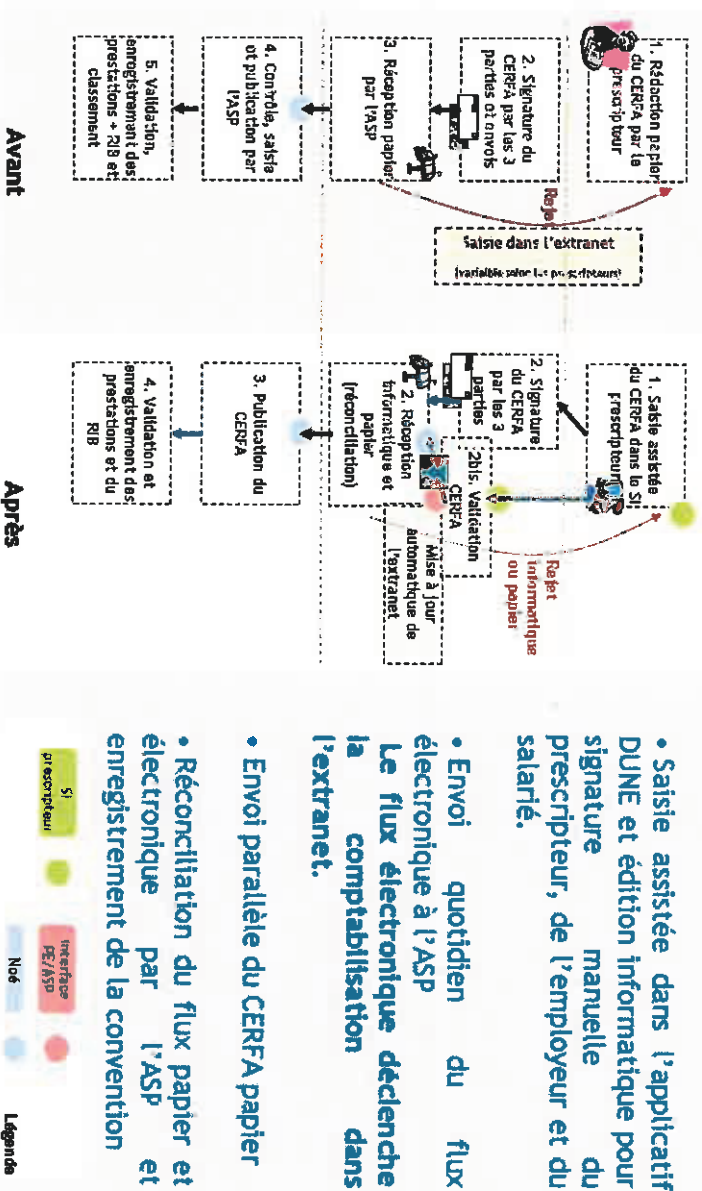 1. Rédaction papier
du CERFA par le
prescripteur
2. Signature du
CERFA par les 3
parties et envois
3. Réception papier
par l'ASP
4. Contrôle, saisie
et publication par
l'ASP
5. Validation,
enregistrement des
prestations + RIB et
classement
Rejet
Saisie dans l'extranet
(variable selon les prescripteurs)
Avant
1. Saisie assistée
du CERFA dans le SI
prescripteur
2. Signature
du CERFA
par les 3
parties
2bis. Validation
CERFA
2. Réception
informatique et
papier
(réconciliation)
3. Publication du
CERFA
4. Validation et
enregistrement des
prestations et du
RIB
Rejet
informatique
ou papier
Mise à jour
automatique de
l'extranet
Après
• Saisie assistée dans l'applicatif
DUNE et édition informatique pour
signature manuelle du
prescripteur, de l'employeur et du
salarié.
• Envoi quotidien du flux
électronique à l'ASP
Le flux électronique déclenche
la comptabilisation dans
l'extranet.
• Envoi parallèle du CERFA papier
• Réconciliation du flux papier et
électronique par l'ASP et
enregistrement de la convention
SI
prescripteur
Interface
PE/ASP
Noé
Légende